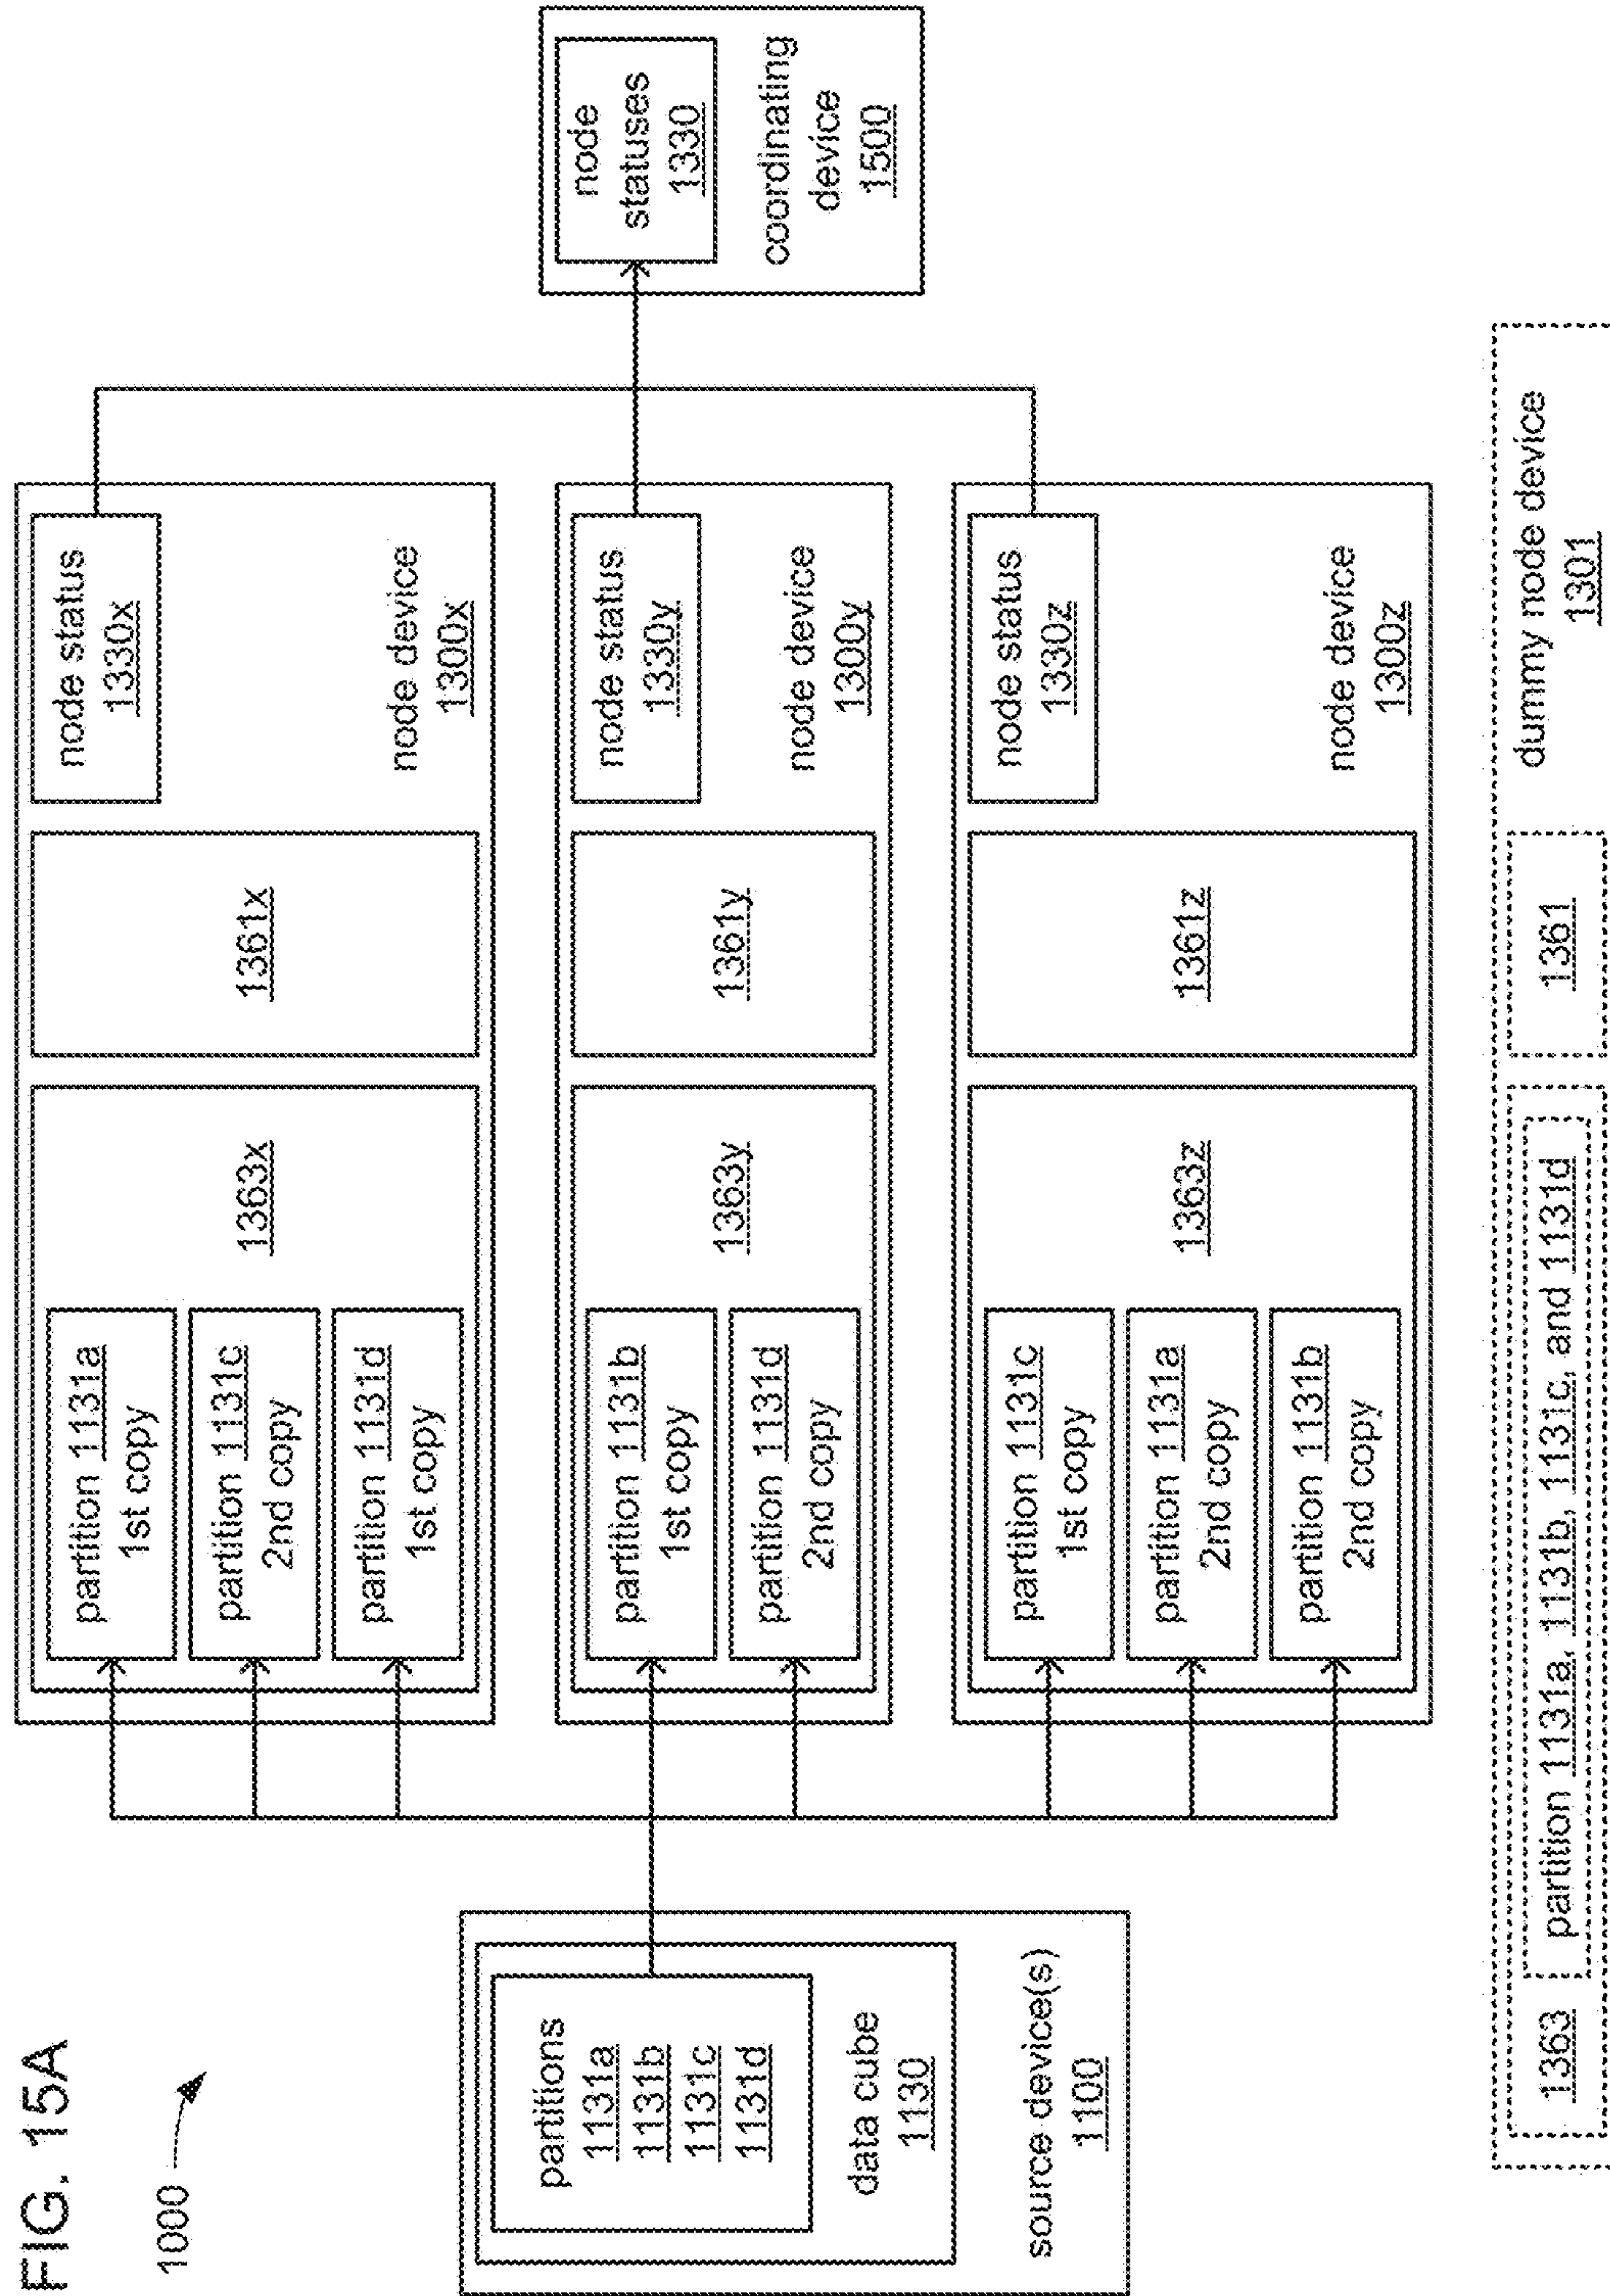 FIG. 15A
1000
partitions
1131a
1131b
1131c
1131d
data cube
1130
source device(s)
1100
partition 1131a
1st copy
partition 1131c
2nd copy
partition 1131d
1st copy
1363x
1361x
node status
1330x
node device
1300x
partition 1131b
1st copy
partition 1131d
2nd copy
1363y
1361y
node status
1330y
node device
1300y
partition 1131c
1st copy
partition 1131a
2nd copy
partition 1131b
2nd copy
1363z
1361z
node status
1330z
node device
1300z
node
statuses
1330
coordinating
device
1500
1363
partition 1131a, 1131b, 1131c, and 1131d
1361
dummy node device
1301